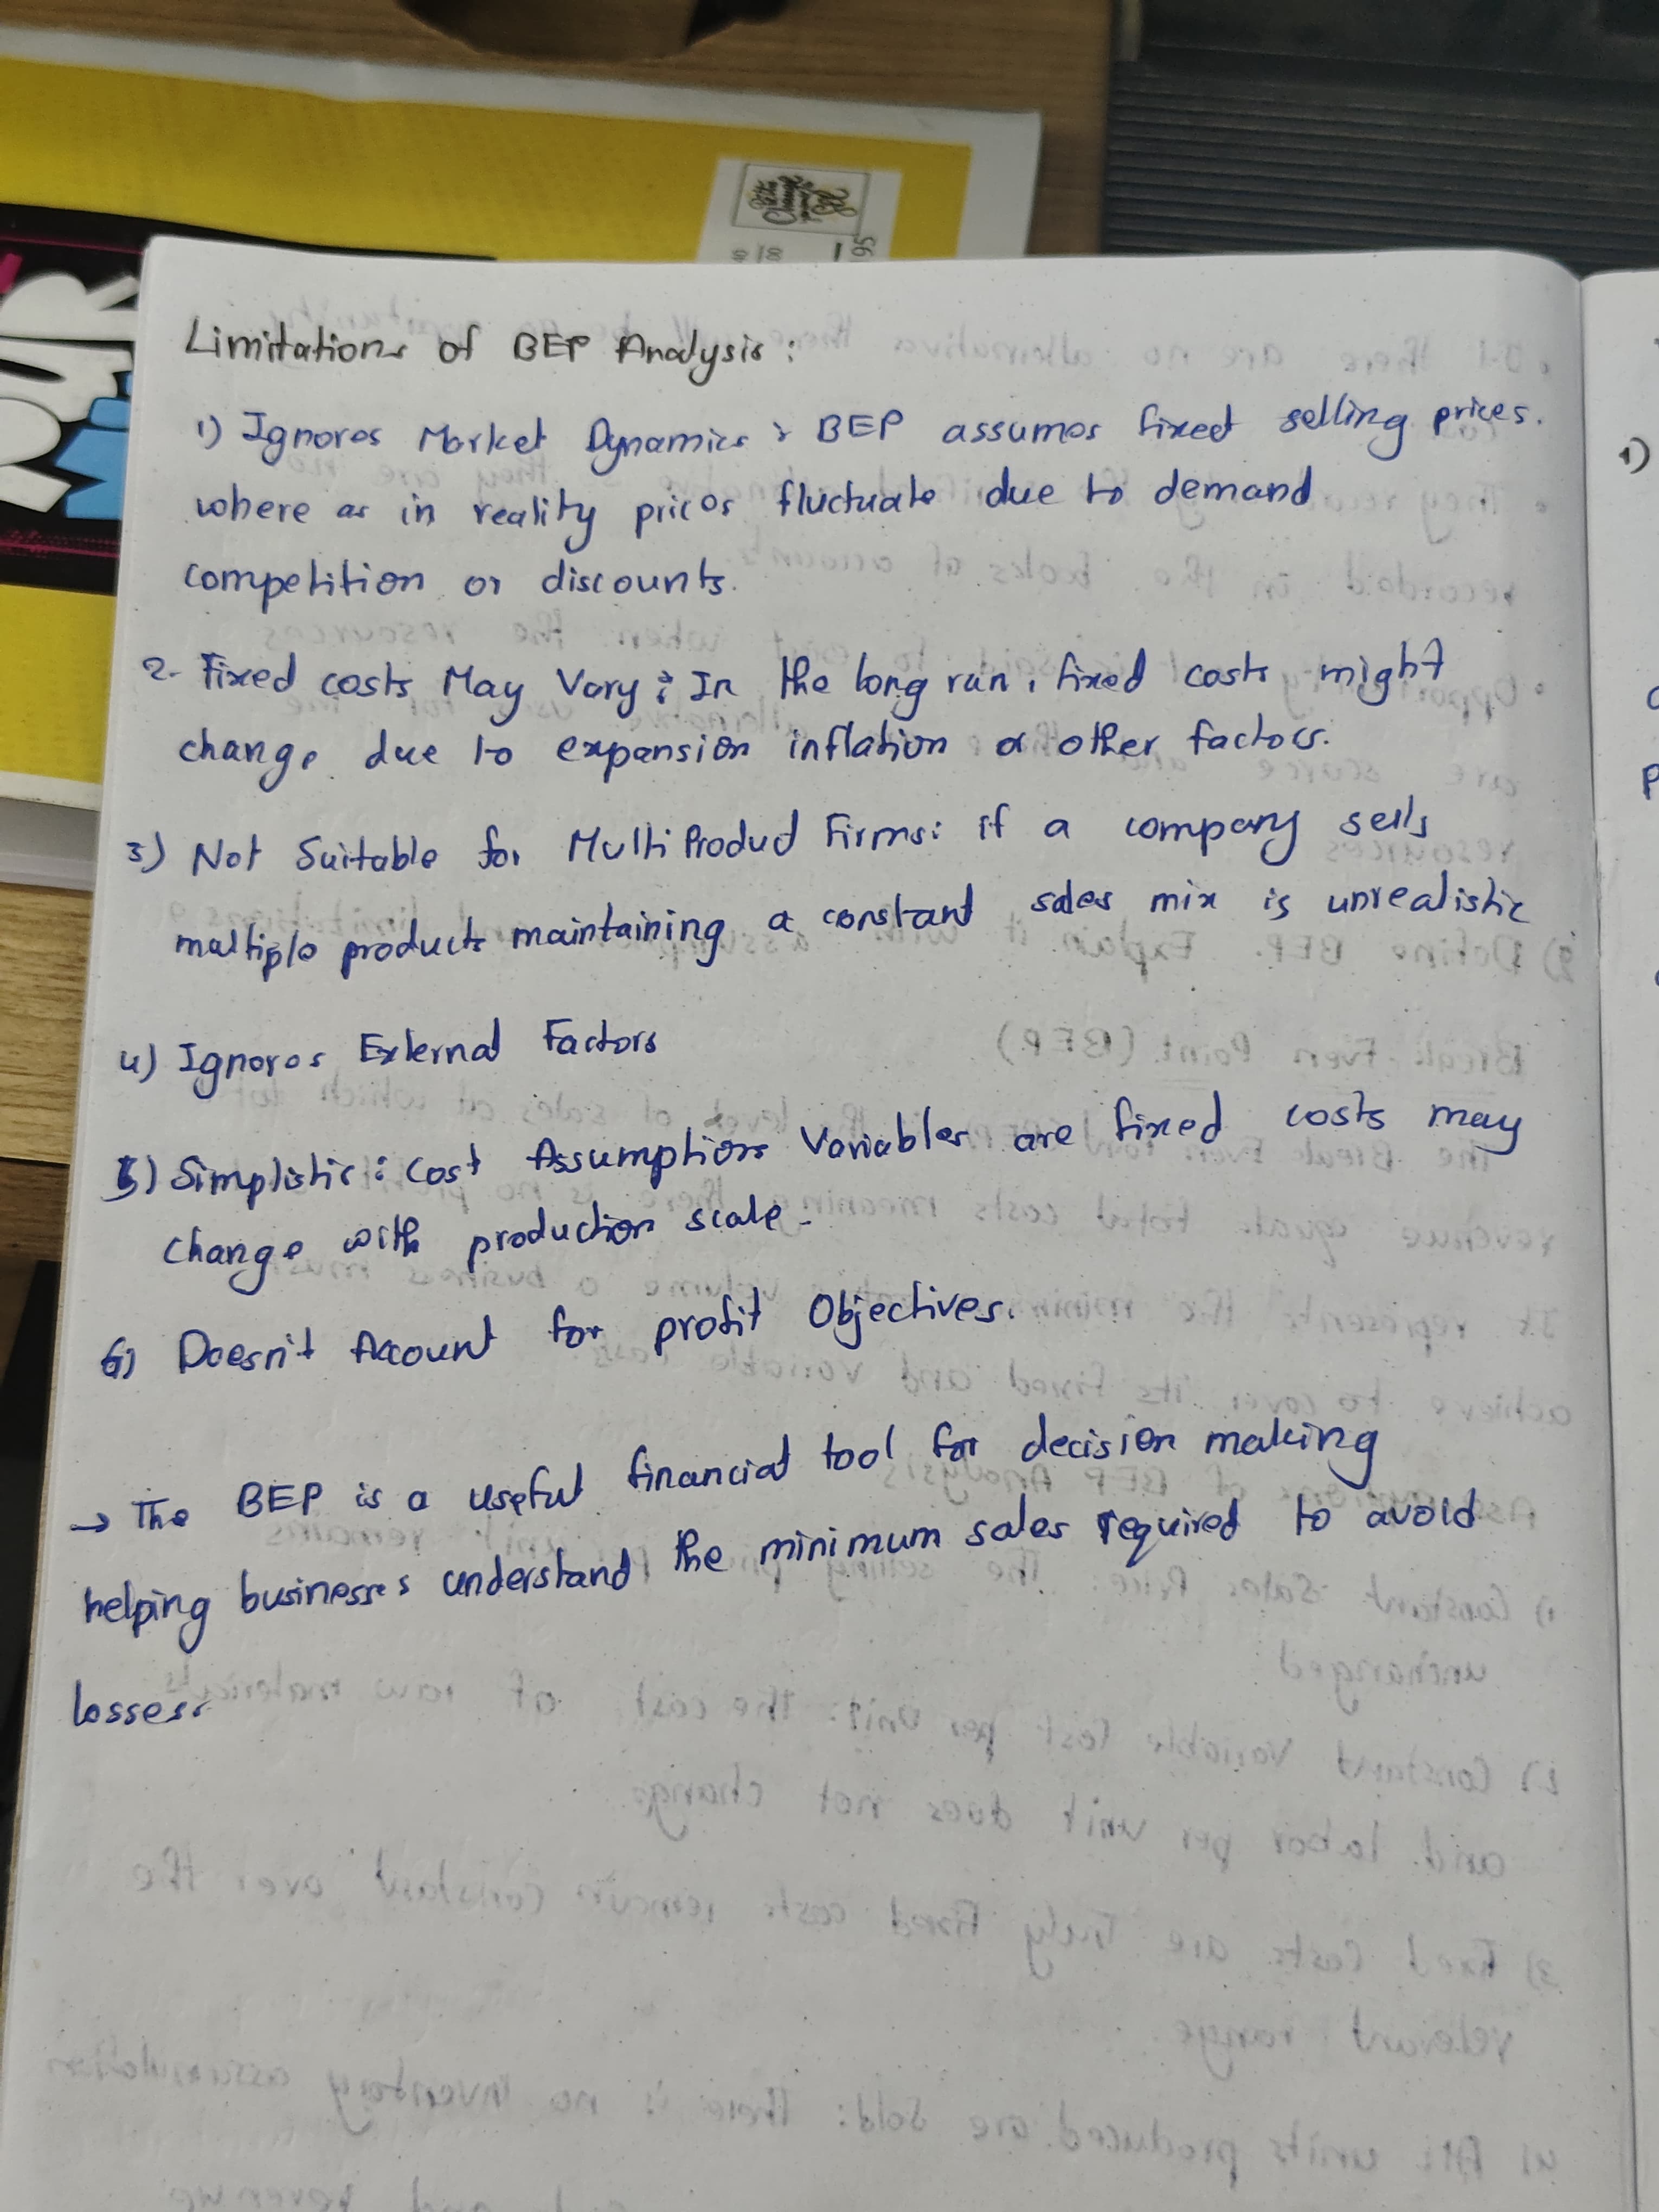 Limitations of BEP Analysis:
1) Ignores Market Dynamics: BEP assumes fixed selling prices.
where as in reality prices fluctuate due to demand
competition or discounts.
2. Fixed costs May Vary: In the long run, fixed costs might
change due to expansion inflation or other factors.
3) Not Suitable for Multi Product Firms: if a company sells
multiple products maintaining a constant sales mix is unrealistic
4) Ignores External Factors
5) Simplistic: Cost Assumptions Variables are fixed costs may
change with production scale.
6) Doesn't Account for profit Objectives.
→ The BEP is a useful financial tool for decision making
helping businesses understand the minimum sales required to avoid
losses.
1)